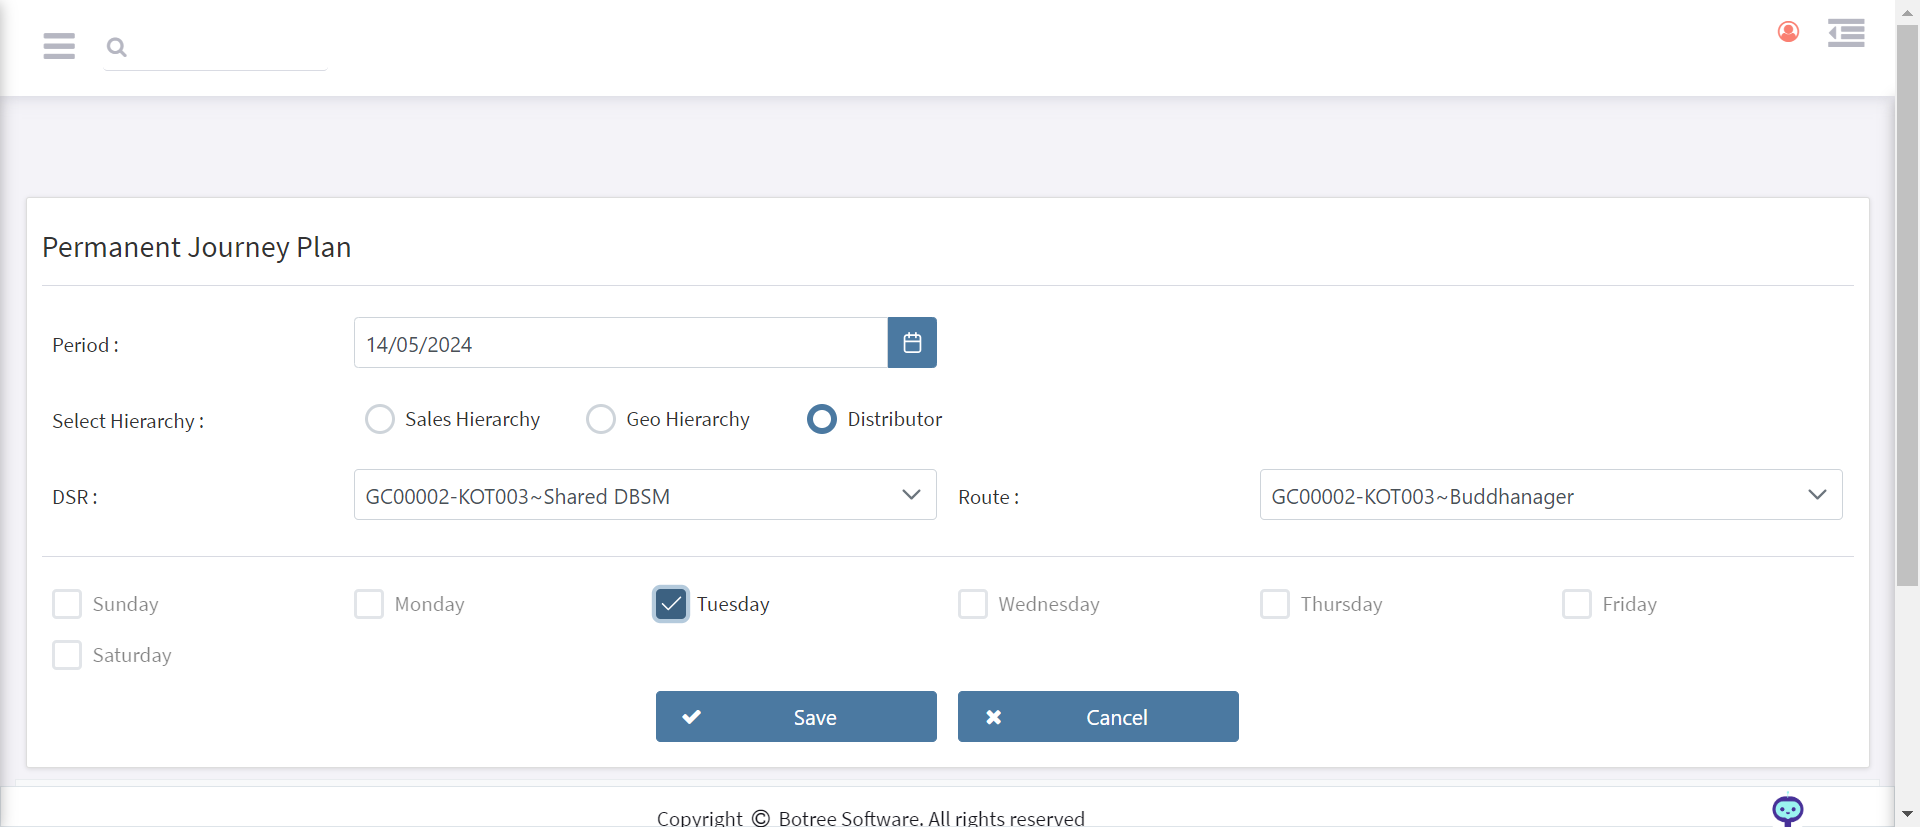 Permanent Journey Plan
Period :
14/05/2024
Select Hierarchy :
Sales Hierarchy
Geo Hierarchy
Distributor
DSR :
GC00002-KOT003~Shared DBSM
Route :
GC00002-KOT003~Buddhanager
Sunday
Monday
Tuesday
Wednesday
Thursday
Friday
Saturday
Save
Cancel
Copyright © Botree Software. All rights reserved